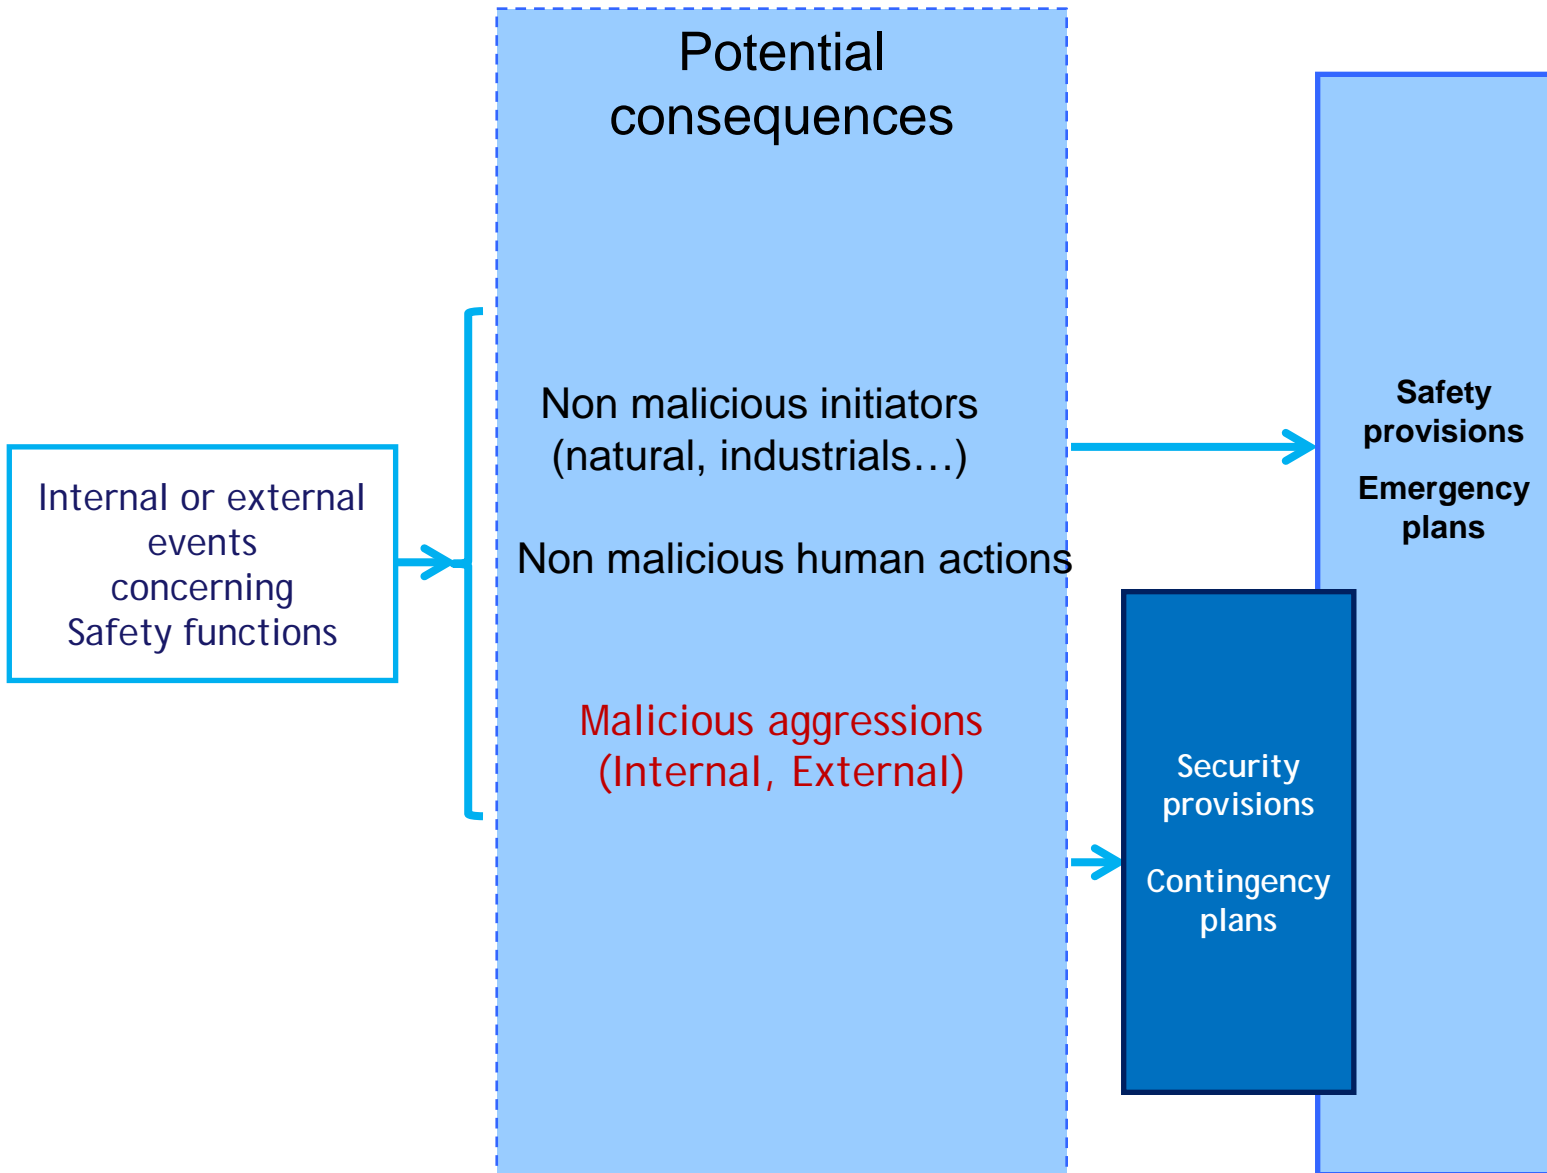 Potential
consequences
Internal or external
events
concerning
Safety functions
Non malicious initiators
(natural, industrials…)
Non malicious human actions
Malicious aggressions
(Internal, External)
Safety
provisions
Emergency
plans
Security
provisions
Contingency
plans